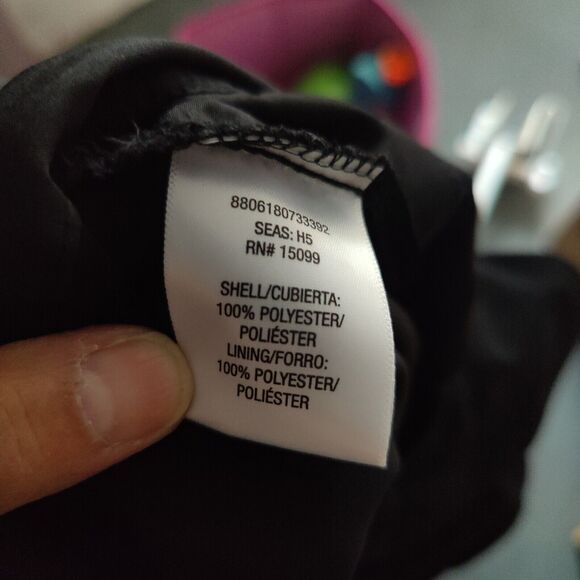 8806180733392
SEAS: H5
RN# 15099
SHELL/CUBIERTA:
100% POLYESTER/
POLIÉSTER
LINING/FORRO:
100% POLYESTER/
POLIÉSTER